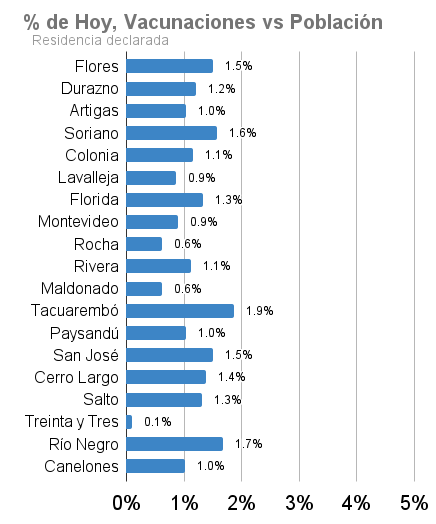 % de Hoy, Vacunaciones vs Población
Residencia declarada
Flores 1.5%
Durazno 1.2%
Artigas 1.0%
Soriano 1.6%
Colonia 1.1%
Lavalleja 0.9%
Florida 1.3%
Montevideo 0.9%
Rocha 0.6%
Rivera 1.1%
Maldonado 0.6%
Tacuarembó 1.9%
Paysandú 1.0%
San José 1.5%
Cerro Largo 1.4%
Salto 1.3%
Treinta y Tres 0.1%
Río Negro 1.7%
Canelones 1.0%
0% 1% 2% 3% 4% 5%